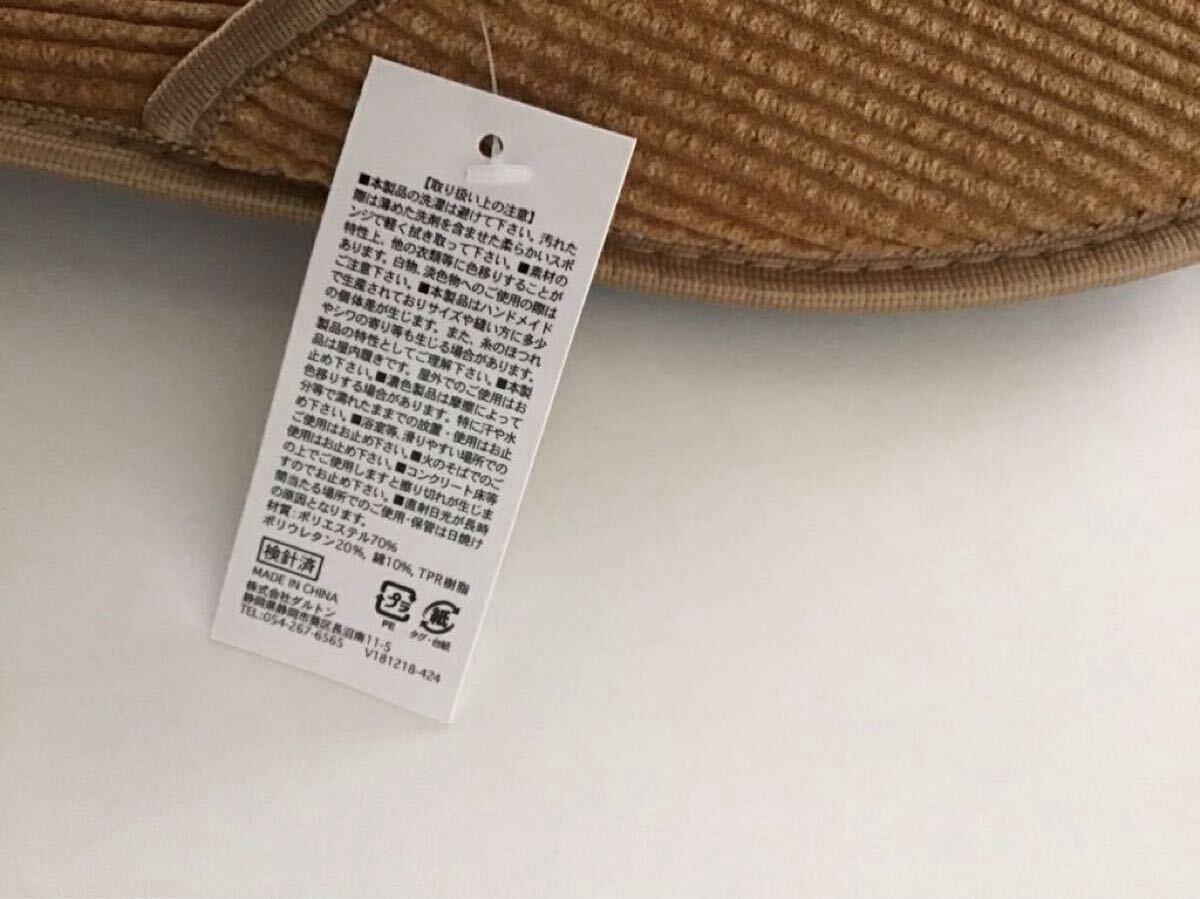 【取り扱い上の注意】
■本製品の洗濯は避けて下さい。汚れた
際は薄めた洗剤を含ませた柔らかいスポ
ンジで軽く拭き取って下さい。■素材の
特性上、他の衣類等に色移りすることが
あります。白物、淡色物へのご使用の際は
ご注意下さい。■本製品はハンドメイド
で生産されておりサイズや縫い方に多少
の個体差が生じます。また、糸のほつれ
やシワの寄り等も生じる場合があります。
製品の特性としてご理解下さい。■本製
品は屋内履きです。屋外でのご使用はお
止め下さい。■濃色製品は摩擦によって
色移りする場合があります。特に汗や水
分等で濡れたままでの放置・使用はお止
め下さい。■浴室等、滑りやすい場所での
ご使用はお止め下さい。■火のそばでのご
使用はお止め下さい。■コンクリート床等
の上でご使用しますと擦り切れが生じま
すのでお止め下さい。■直射日光が長時
間当たる場所でのご使用・保管は日焼け
の原因となります。
材質：ポリエステル70%
ポリウレタン20%, 綿10%, TPR樹脂
検針済
MADE IN CHINA
プラ
PE
紙
タグ・台紙
株式会社ダルトン
静岡県静岡市葵区長沼南11-5
TEL:054-267-6565
V181218-424